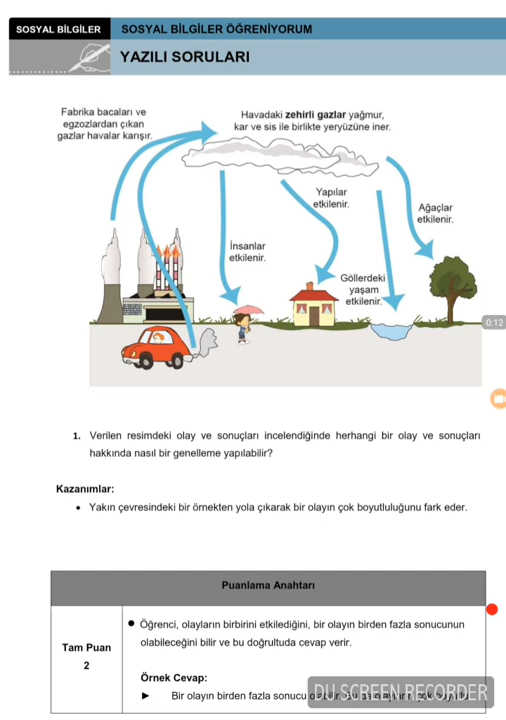 SOSYAL BİLGİLER
SOSYAL BİLGİLER ÖĞRENİYORUM
YAZILI SORULARI
Fabrika bacaları ve
egzozlardan çıkan
gazlar havalar karışır.
Havadaki zehirli gazlar yağmur,
kar ve sis ile birlikte yeryüzüne iner.
Yapılar
etkilenir.
Ağaçlar
etkilenir.
İnsanlar
etkilenir.
Göllerdeki
yaşam
etkilenir.
0:12
1. Verilen resimdeki olay ve sonuçları incelendiğinde herhangi bir olay ve sonuçları
hakkında nasıl bir genelleme yapılabilir?
Kazanımlar:
• Yakın çevresindeki bir örnekten yola çıkarak bir olayın çok boyutluluğunu fark eder.
Puanlama Anahtarı
Tam Puan
2
● Öğrenci, olayların birbirini etkilediğini, bir olayın birden fazla sonucunun
olabileceğini bilir ve bu doğrultuda cevap verir.
Örnek Cevap:
► Bir olayın birden fazla sonucu
DU SCREEN RECORDER